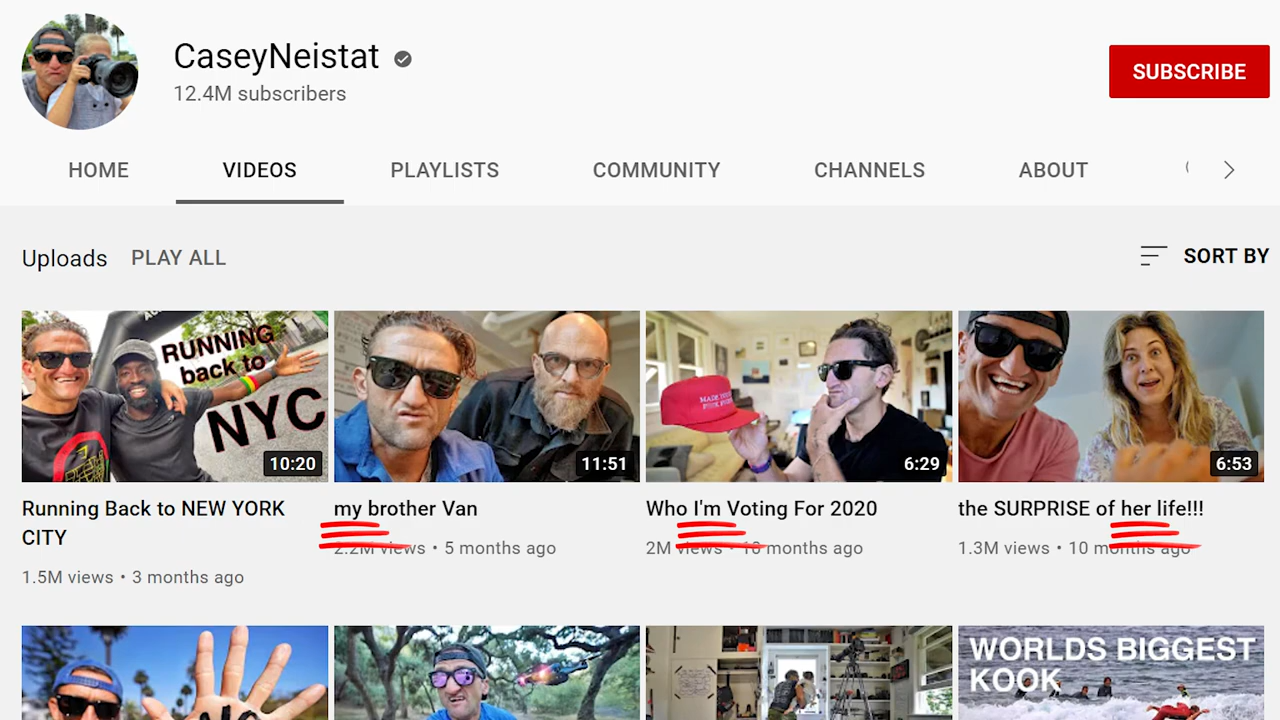 CaseyNeistat
12.4M subscribers
SUBSCRIBE
HOME
VIDEOS
PLAYLISTS
COMMUNITY
CHANNELS
ABOUT
Uploads
PLAY ALL
SORT BY
RUNNING
back to
NYC
10:20
11:51
6:29
6:53
Running Back to NEW YORK
CITY
1.5M views • 3 months ago
my brother Van
2.2M views • 5 months ago
Who I'm Voting For 2020
2M views • 10 months ago
the SURPRISE of her life!!!
1.3M views • 10 months ago
WORLDS BIGGEST
KOOK